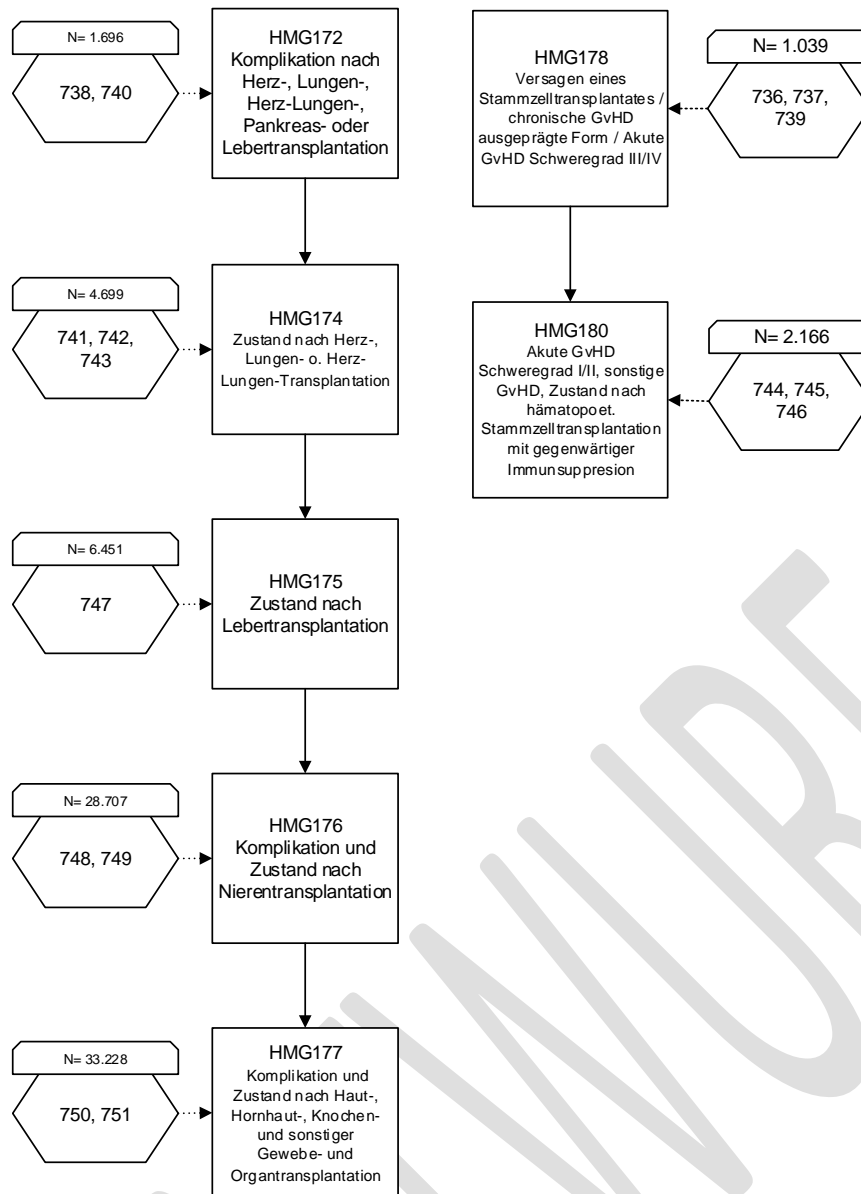 N= 1.696
738, 740
HMG172
Komplikation nach
Herz-, Lungen-,
Herz-Lungen-,
Pankreas- oder
Lebertransplantation
N= 4.699
741, 742,
743
HMG174
Zustand nach Herz-,
Lungen- o. Herz-
Lungen-Transplantation
N= 6.451
747
HMG175
Zustand nach
Lebertransplantation
N= 28.707
748, 749
HMG176
Komplikation und
Zustand nach
Nierentransplantation
N= 33.228
750, 751
HMG177
Komplikation und
Zustand nach Haut-,
Hornhaut-, Knochen-
und sonstiger
Gewebe- und
Organtransplantation
HMG178
Versagen eines
Stammzelltransplantates /
chronische GvHD
ausgeprägte Form / Akute
GvHD Schweregrad III/IV
N= 1.039
736, 737,
739
HMG180
Akute GvHD
Schweregrad I/II, sonstige
GvHD, Zustand nach
hämatopoet.
Stammzelltransplantation
mit gegenwärtiger
Immunsuppresion
N= 2.166
744, 745,
746